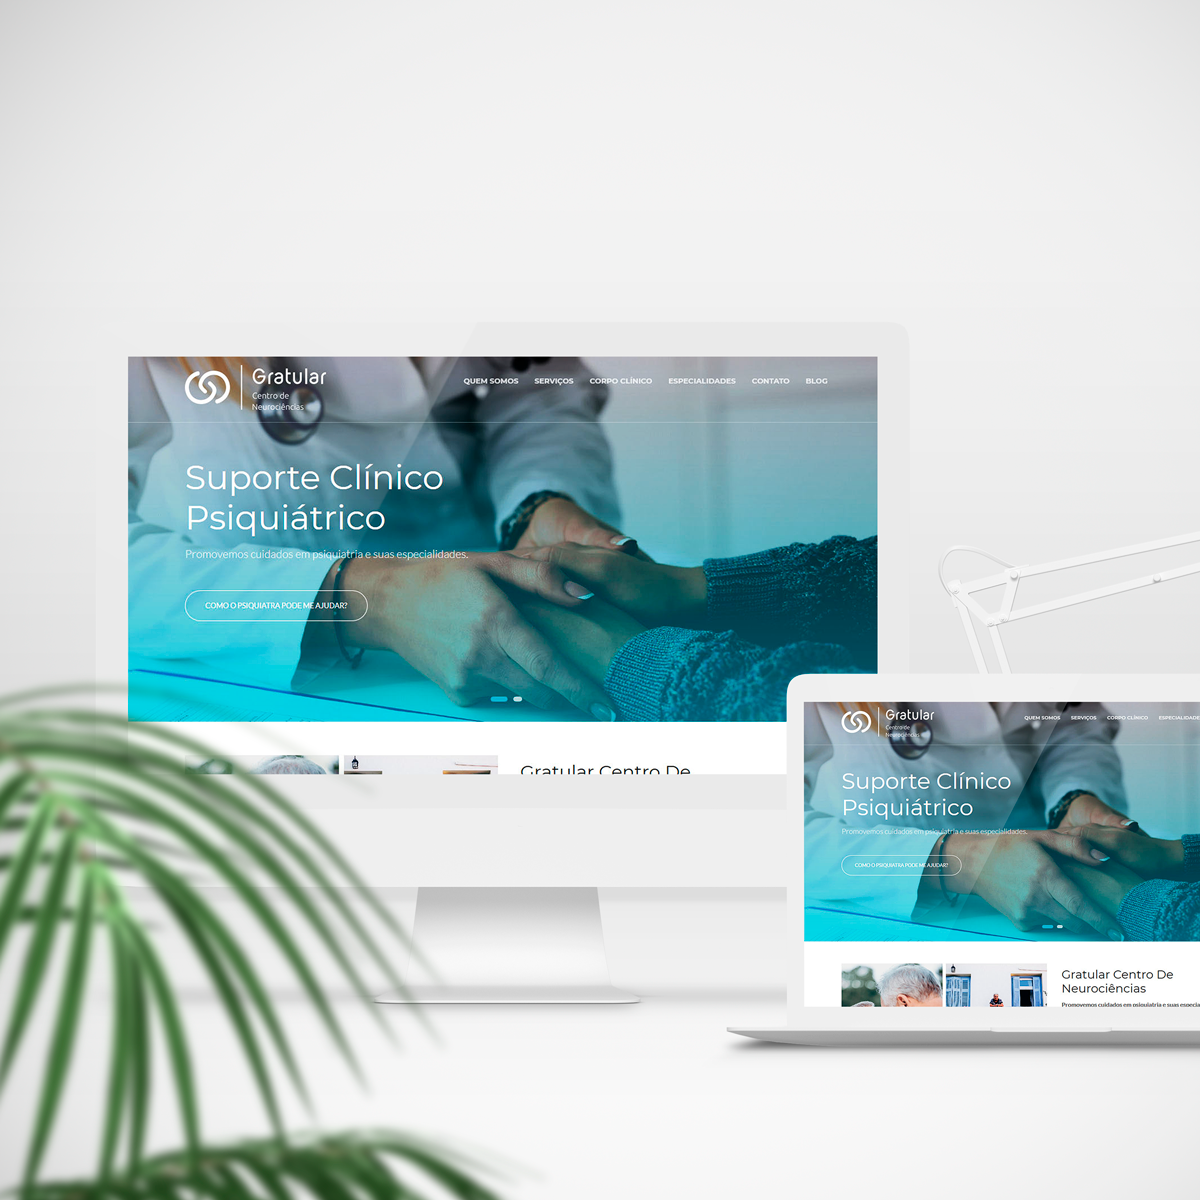 Gratular
Centro de
Neurociências
QUEM SOMOS SERVIÇOS CORPO CLÍNICO ESPECIALIDADES CONTATO BLOG
Suporte Clínico
Psiquiátrico
Promovemos cuidados em psiquiatria e suas especialidades.
COMO O PSIQUIATRA PODE ME AJUDAR?
Gratular Centro De
Gratular
Centro de
Neurociências
QUEM SOMOS SERVIÇOS CORPO CLÍNICO ESPECIALIDADE
Suporte Clínico
Psiquiátrico
Promovemos cuidados em psiquiatria e suas especialidades.
COMO O PSIQUIATRA PODE ME AJUDAR?
Gratular Centro De
Neurociências
Promovemos cuidados em psiquiatria e suas especia